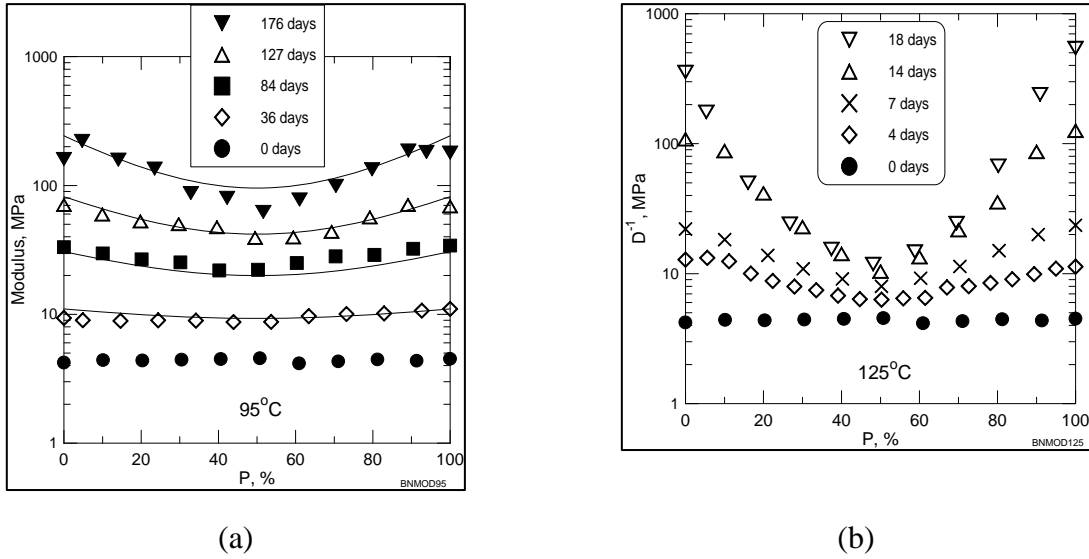 176 days
127 days
84 days
36 days
0 days
1000
100
10
1
Modulus, MPa
95°C
0 20 40 60 80 100
P, %
BNMOD95
(a)
1000
100
10
1
D⁻¹, MPa
18 days
14 days
7 days
4 days
0 days
125°C
0 20 40 60 80 100
P, %
BNMOD125
(b)